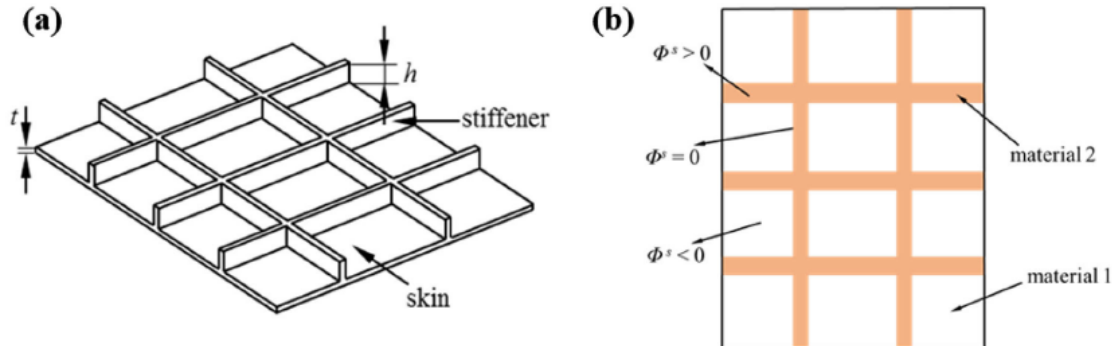 (a)
h
t
stiffener
skin
(b)
Φˢ > 0
Φˢ = 0
material 2
Φˢ < 0
material 1